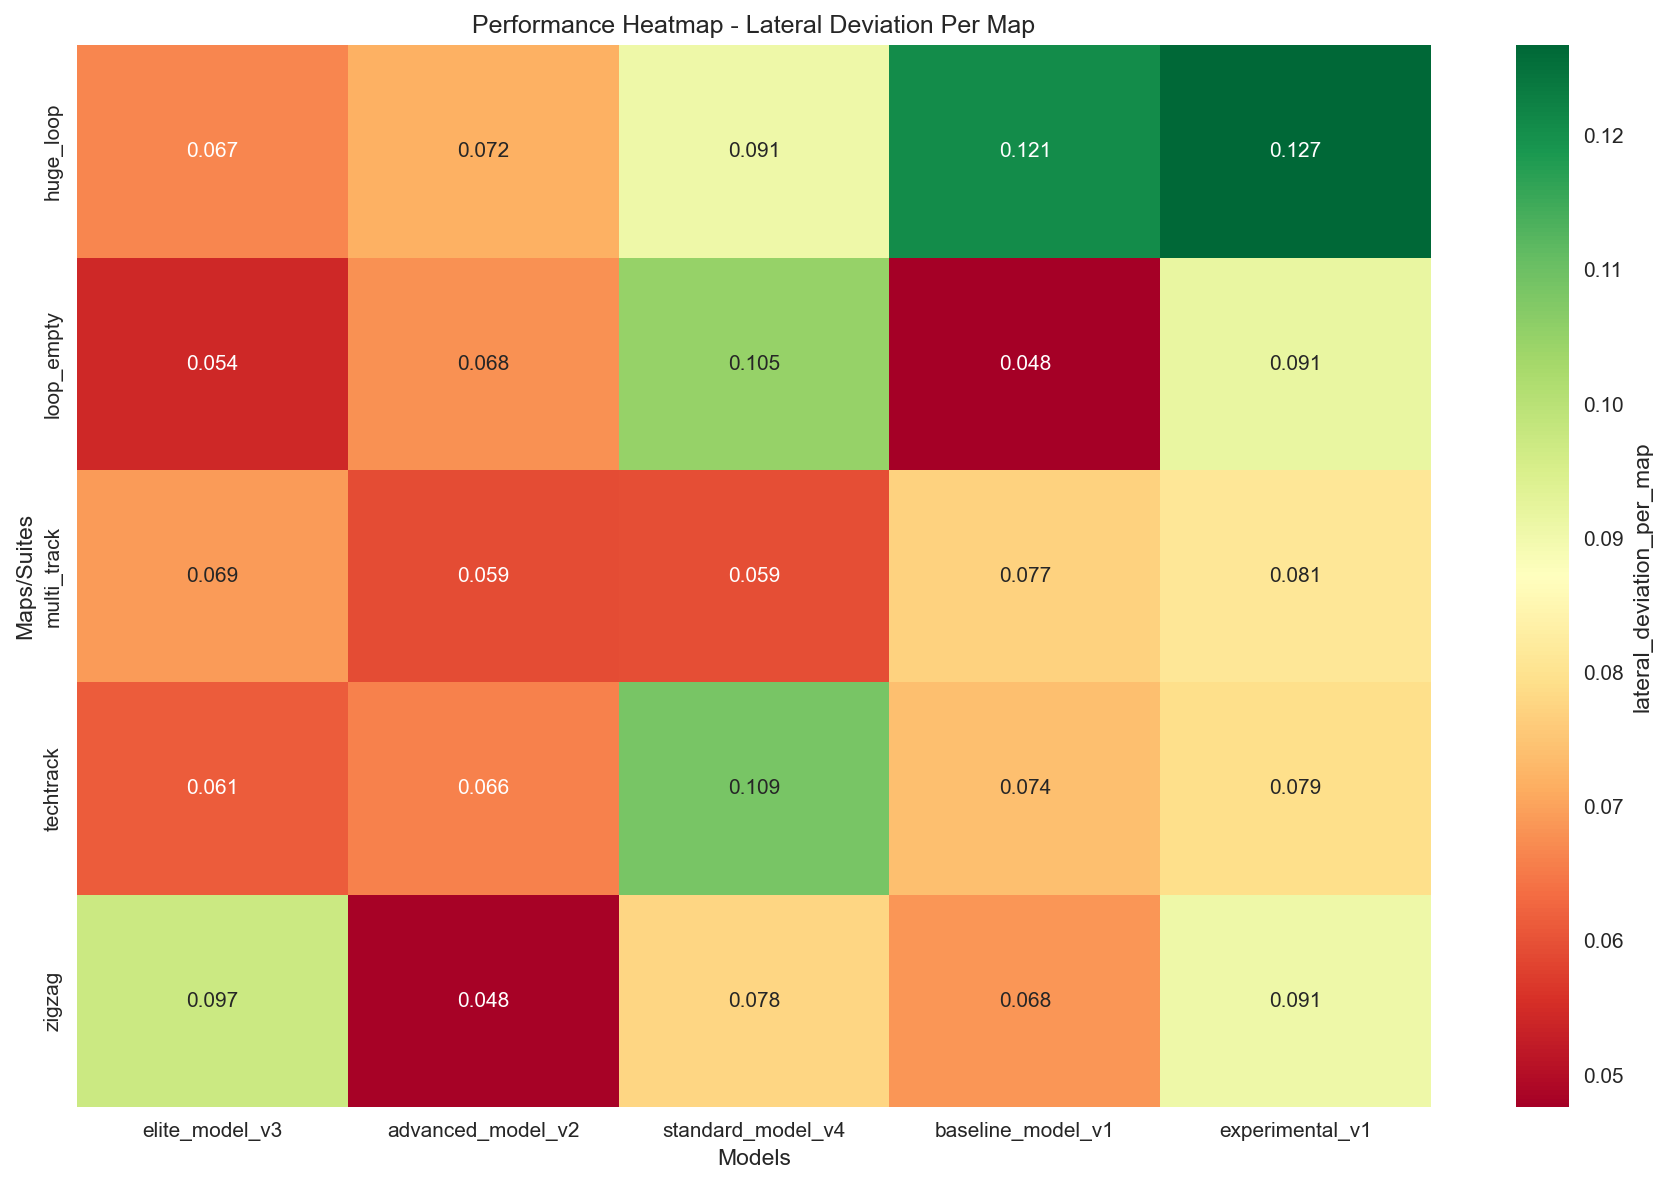 Performance Heatmap - Lateral Deviation Per Map
Maps/Suites
huge_loop
0.067 0.072 0.091 0.121 0.127
loop_empty
0.054 0.068 0.105 0.048 0.091
multi_track
0.069 0.059 0.059 0.077 0.081
techtrack
0.061 0.066 0.109 0.074 0.079
zigzag
0.097 0.048 0.078 0.068 0.091
elite_model_v3 advanced_model_v2 standard_model_v4 baseline_model_v1 experimental_v1
Models
0.12
0.11
0.10
0.09
0.08
0.07
0.06
0.05
lateral_deviation_per_map